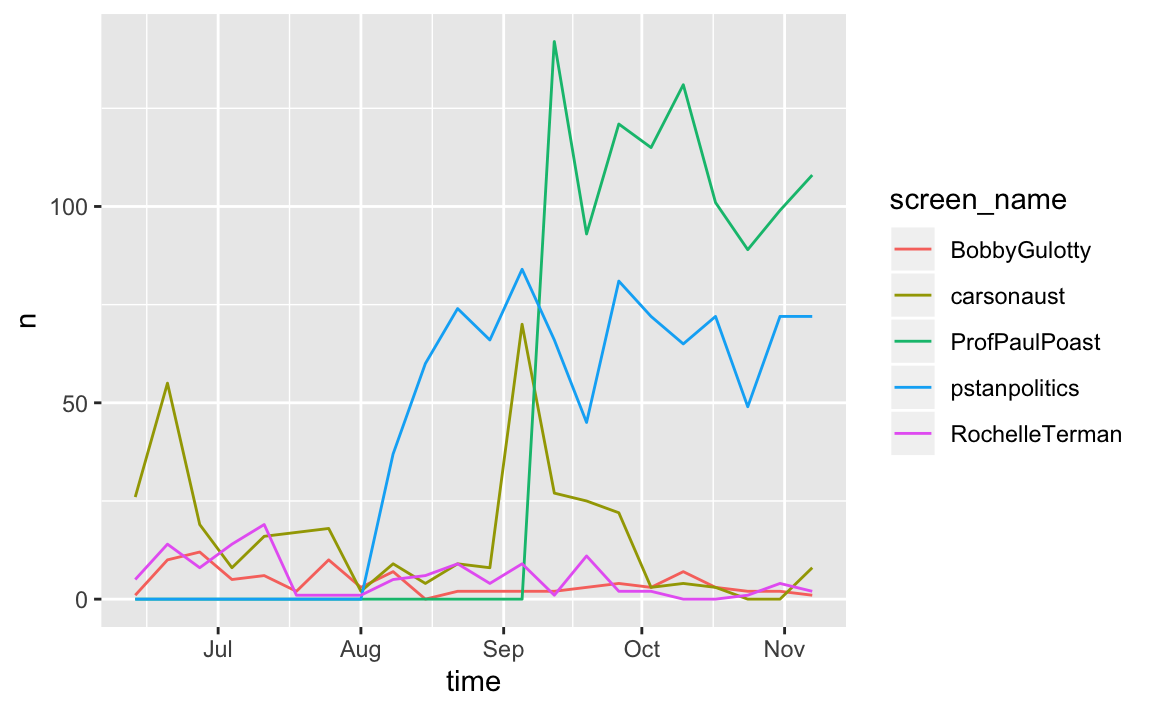 n
100
50
0
Jul Aug Sep Oct Nov
time
screen_name
BobbyGulotty
carsonaust
ProfPaulPoast
pstanpolitics
RochelleTerman